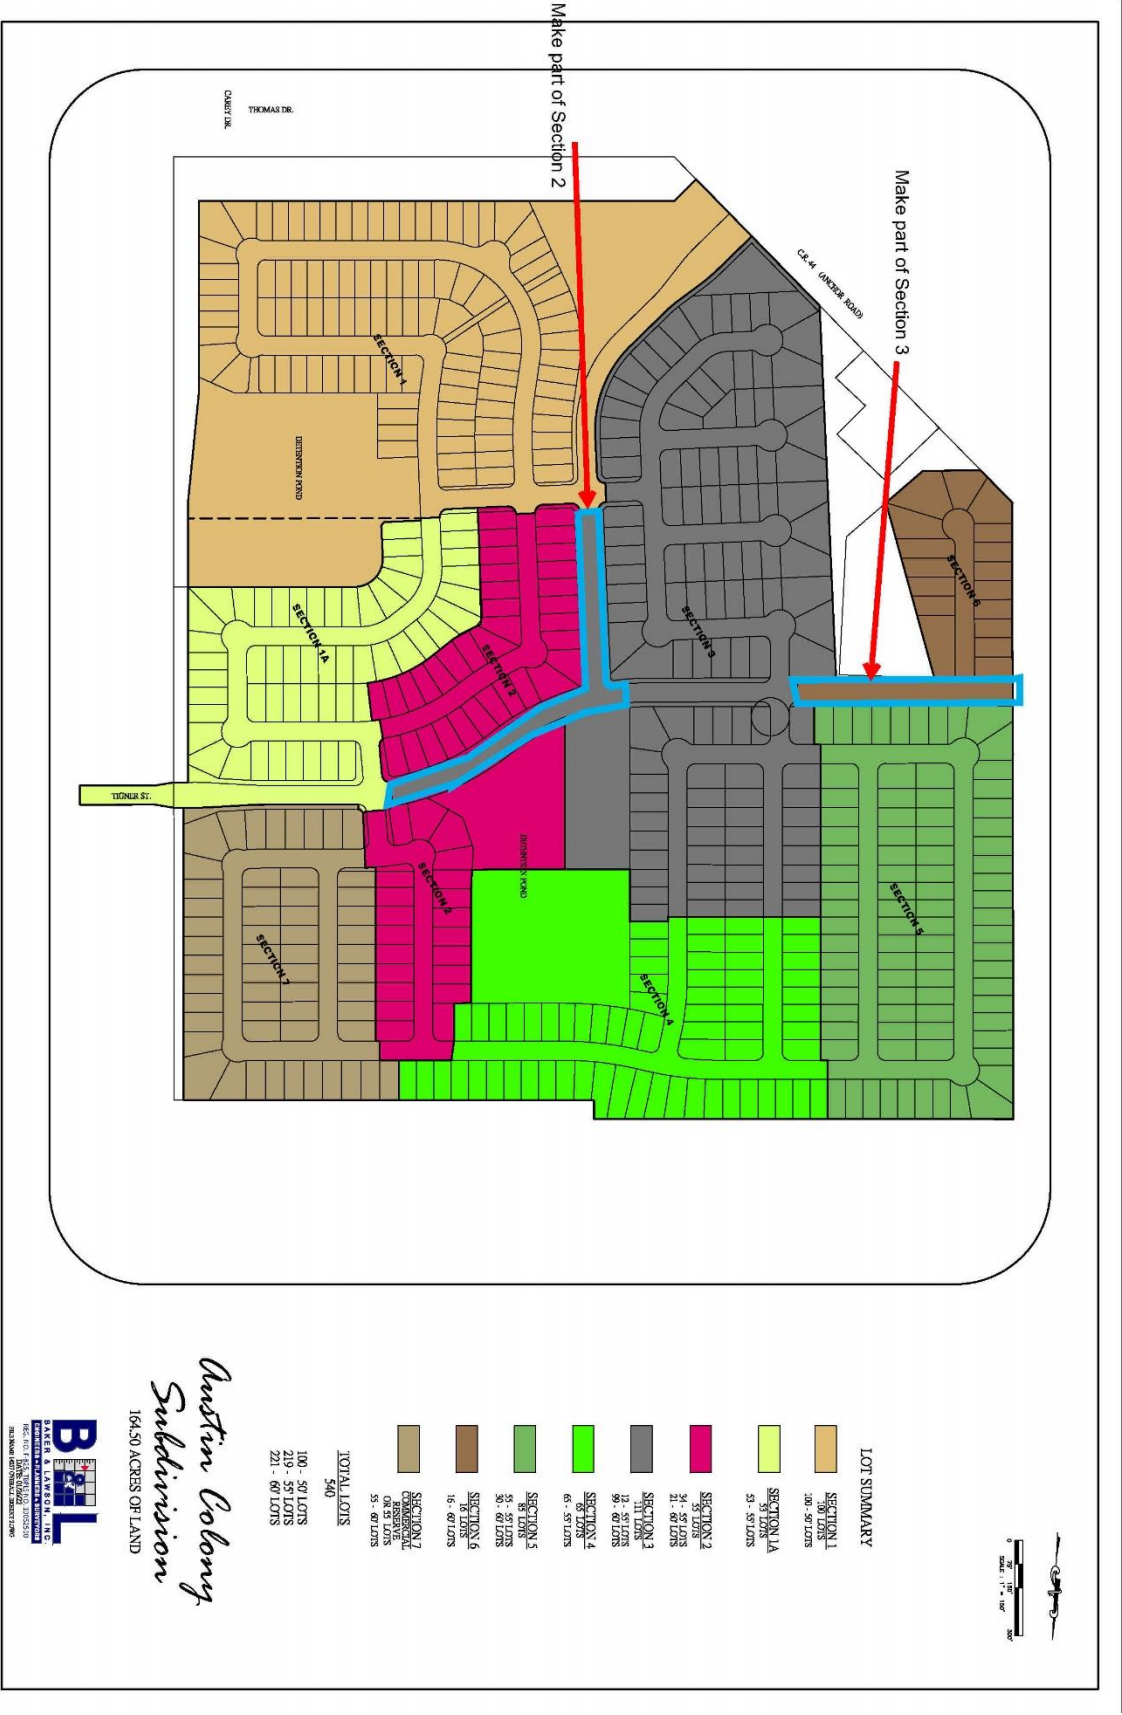 Make part of Section 2
Make part of Section 3
THOMAS DR.
CAREY DR.
C.R. 44 (ANCHOR ROAD)
SECTION 1
DETENTION POND
SECTION 1A
SECTION 2
SECTION 3
SECTION 6
TIGNER ST.
DETENTION POND
SECTION 2
SECTION 7
SECTION 4
SECTION 5
LOT SUMMARY
SECTION 1
100 LOTS
100 - 50' LOTS
SECTION 1A
53 LOTS
53 - 55' LOTS
SECTION 2
55 LOTS
34 - 55' LOTS
21 - 60' LOTS
SECTION 3
111 LOTS
12 - 55' LOTS
99 - 60' LOTS
SECTION 4
65 LOTS
65 - 55' LOTS
SECTION 5
85 LOTS
55 - 55' LOTS
30 - 60' LOTS
SECTION 6
16 LOTS
16 - 60' LOTS
SECTION 7
COMMERCIAL
RESERVE
OR 55 LOTS
55 - 60' LOTS
TOTAL LOTS
540
100 - 50' LOTS
219 - 55' LOTS
221 - 60' LOTS
0 75' 150' 300'
SCALE : 1" = 150'
Austin Colony
Subdivision
164.50 ACRES OF LAND
B & L
BAKER & LAWSON, INC.
ENGINEERS • PLANNERS • SURVEYORS